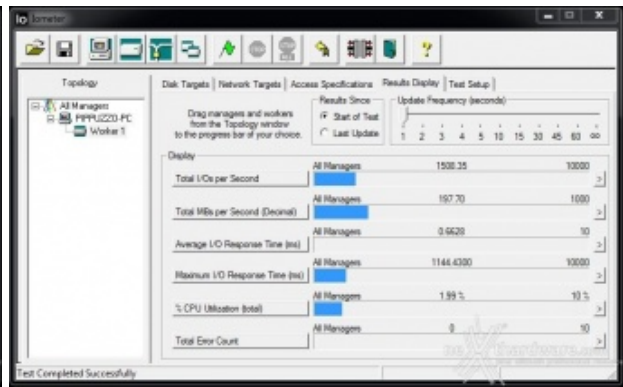 Io Iometer
Topology
All Managers
PIPPUZZO-PC
Worker 1
Disk Targets Network Targets Access Specifications Results Display Test Setup
Drag managers and workers
from the Topology window
to the progress bar of your choice.
Results Since
Start of Test
Last Update
Update Frequency (seconds)
1 2 3 4 5 10 15 30 45 60 oo
Display
All Managers 1508.35 10000
Total I/Os per Second >
All Managers 197.70 1000
Total MBs per Second (Decimal) >
All Managers 0.6628 10
Average I/O Response Time (ms) >
All Managers 1144.4300 10000
Maximum I/O Response Time (ms) >
All Managers 1.99 % 10 %
% CPU Utilization (total) >
All Managers 0 10
Total Error Count >
Test Completed Successfully